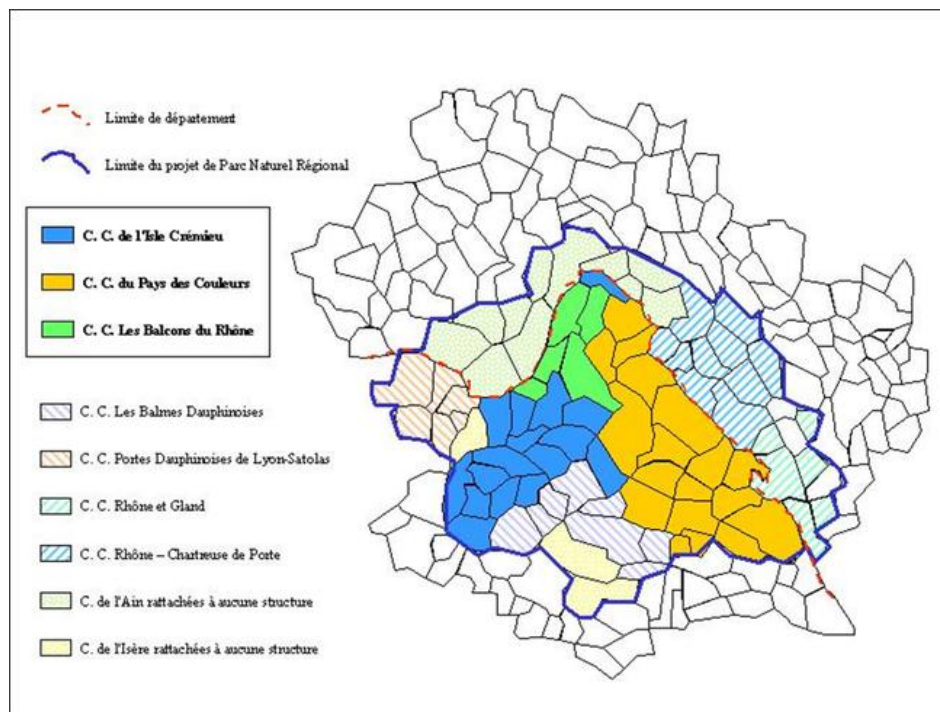 Limite de département
Limite du projet de Parc Naturel Régional
C. C. de l'Isle Crémieu
C. C. du Pays des Couleurs
C. C. Les Balcons du Rhône
C. C. Les Balmes Dauphinoises
C. C. Portes Dauphinoises de Lyon-Satolas
C. C. Rhône et Gland
C. C. Rhône – Chartreuse de Porte
C. de l'Ain rattachées à aucune structure
C. de l'Isère rattachées à aucune structure